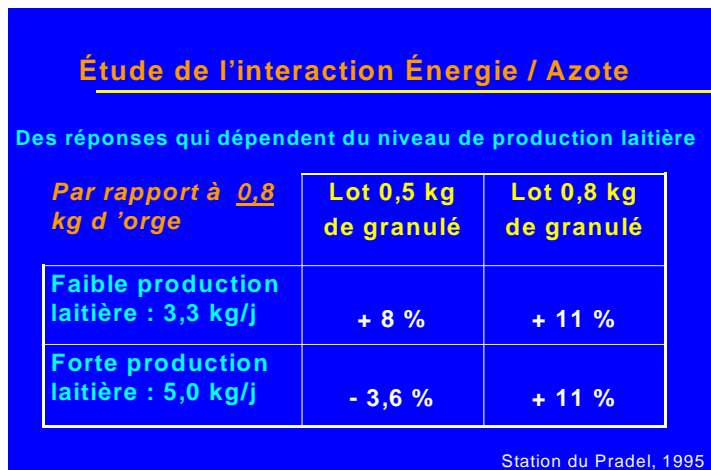 Étude de l'interaction Énergie / Azote
Des réponses qui dépendent du niveau de production laitière
Par rapport à 0,8
kg d 'orge
Lot 0,5 kg
de granulé
Lot 0,8 kg
de granulé
Faible production
laitière : 3,3 kg/j
+ 8 %
+ 11 %
Forte production
laitière : 5,0 kg/j
- 3,6 %
+ 11 %
Station du Pradel, 1995